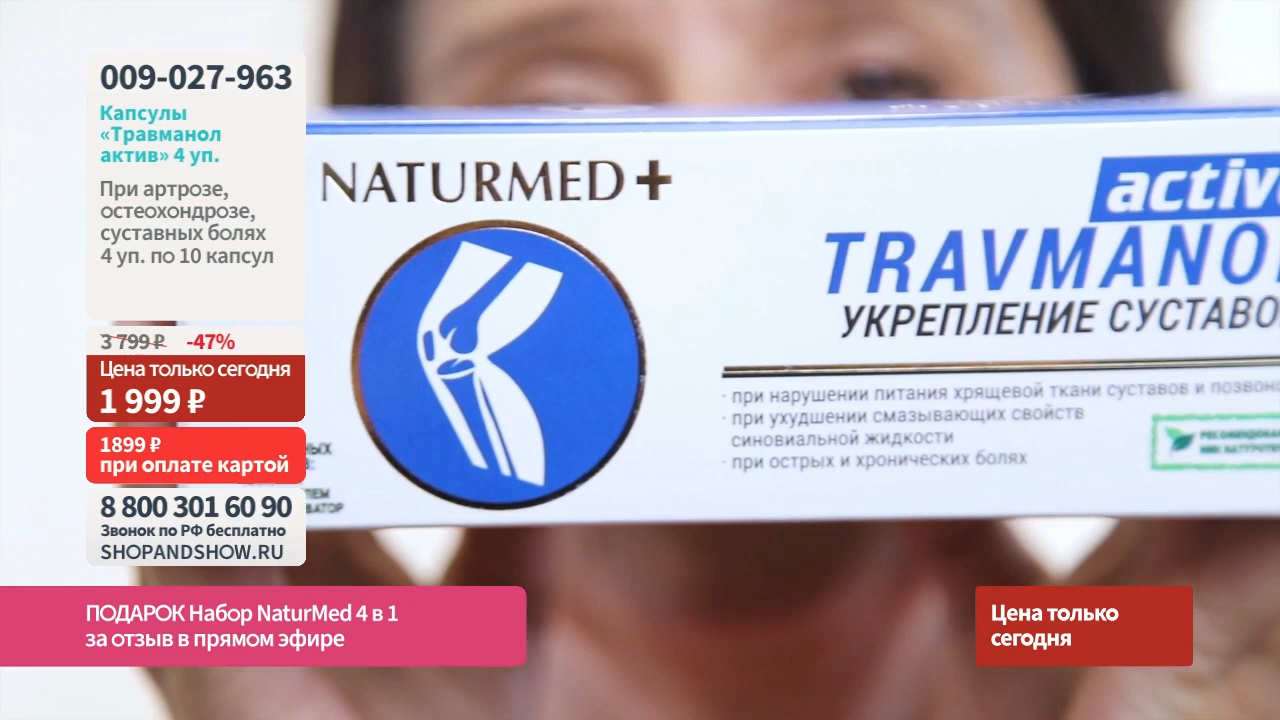 009-027-963
Капсулы
«Травманол
актив» 4 уп.
При артрозе,
остеохондрозе,
суставных болях
4 уп. по 10 капсул
3 799 ₽ -47%
Цена только сегодня
1 999 ₽
1899 ₽
при оплате картой
8 800 301 60 90
Звонок по РФ бесплатно
SHOPANDSHOW.RU
NATURMED+
activ
TRAVMANO
УКРЕПЛЕНИЕ СУСТАВО
· при нарушении питания хрящевой ткани суставов и позвон
· при ухудшении смазывающих свойств
синовиальной жидкости
· при острых и хронических болях
ПОДАРОК Набор NaturMed 4 в 1
за отзыв в прямом эфире
Цена только
сегодня